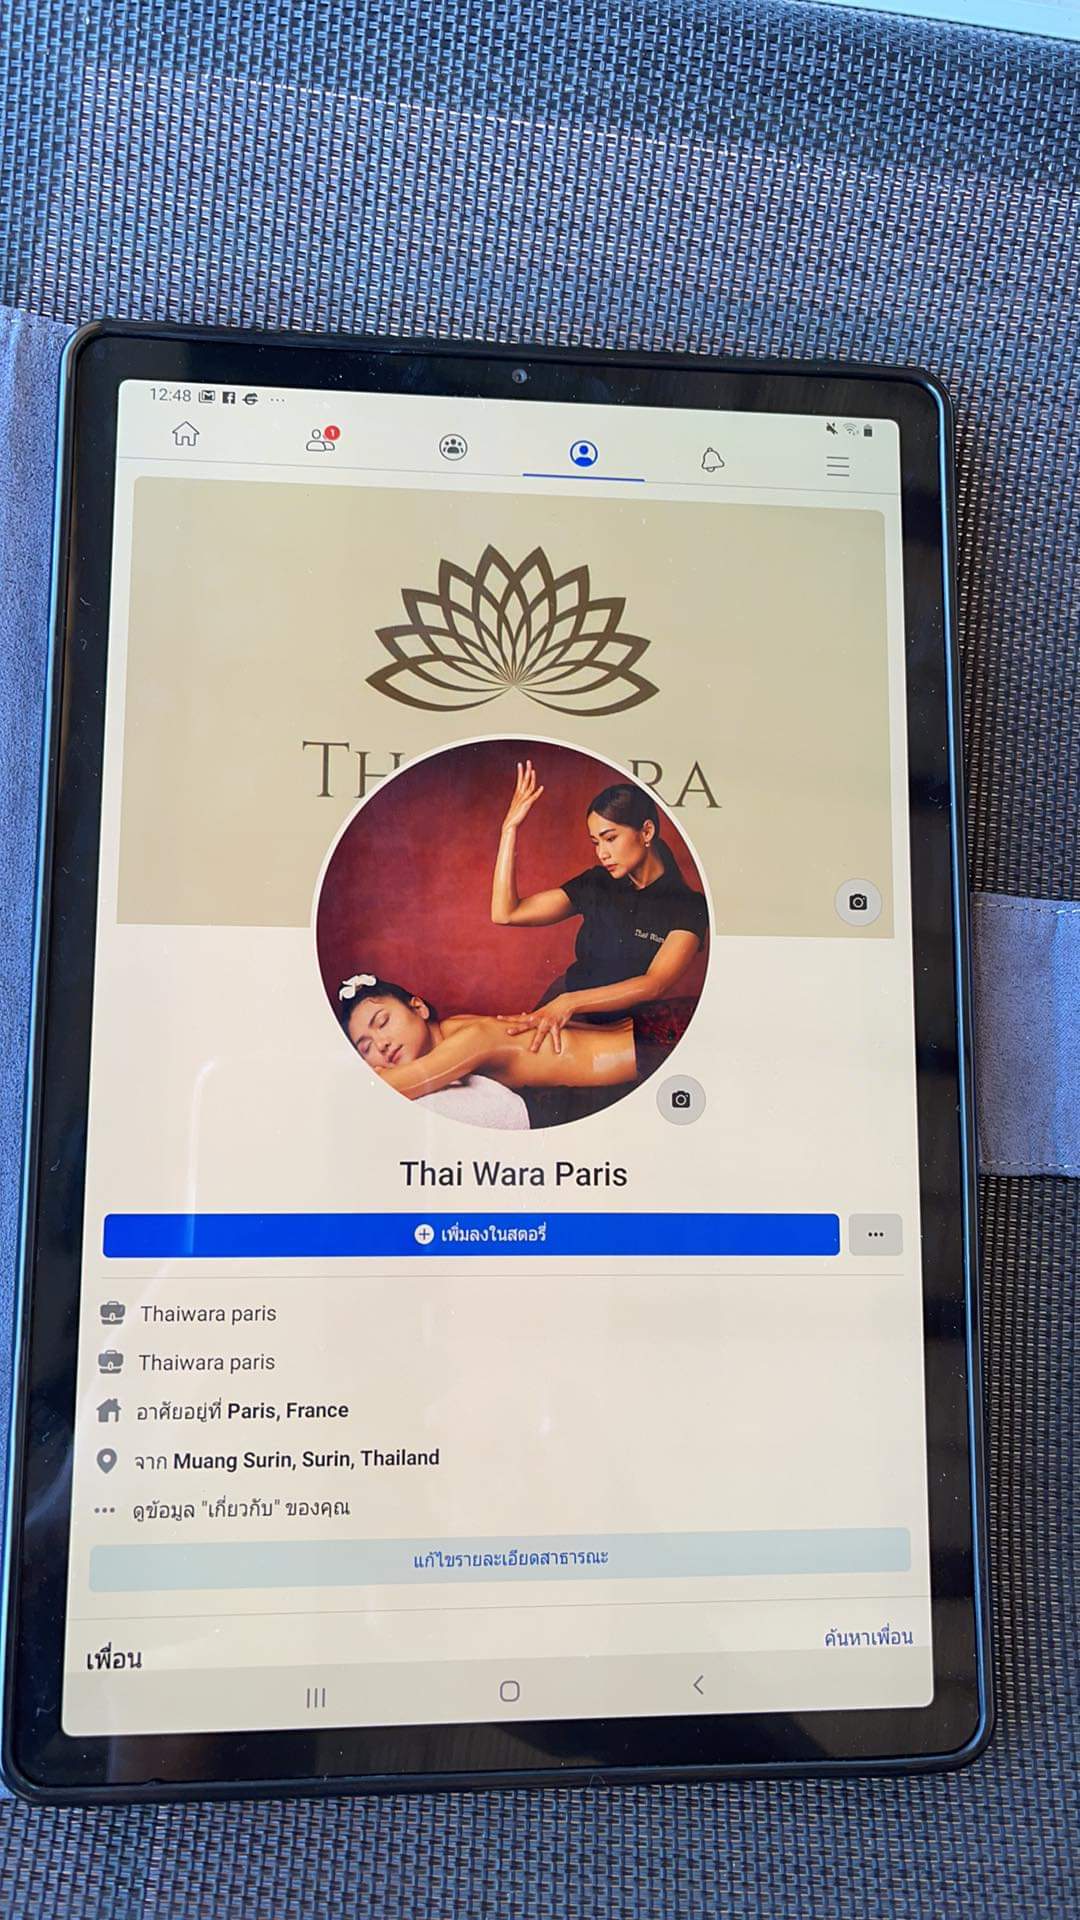 12:48
1
TH RA
Thai Wara
Thai Wara Paris
เพิ่มลงในสตอรี่
Thaiwara paris
Thaiwara paris
อาศัยอยู่ที่ Paris, France
จาก Muang Surin, Surin, Thailand
ดูข้อมูล "เกี่ยวกับ" ของคุณ
แก้ไขรายละเอียดสาธารณะ
เพื่อน
ค้นหาเพื่อน